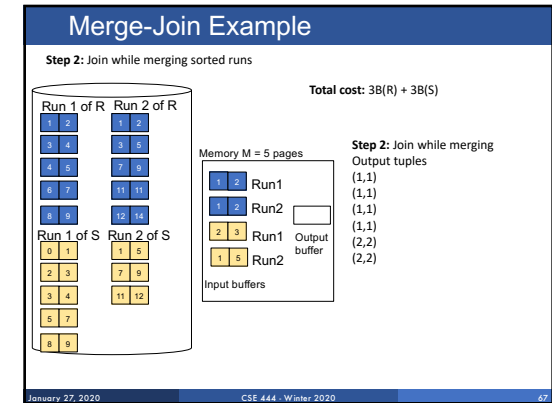 Merge-Join Example
Step 2: Join while merging sorted runs
Total cost: 3B(R) + 3B(S)
Run 1 of R Run 2 of R
1 2 1 2
3 4 3 5
4 5 7 9
6 7 11 11
8 9 12 14
Run 1 of S Run 2 of S
0 1 1 5
2 3 7 9
3 4 11 12
5 7
8 9
Memory M = 5 pages
1 2 Run1
1 2 Run2
2 3 Run1
1 5 Run2
Output
buffer
Input buffers
Step 2: Join while merging
Output tuples
(1,1)
(1,1)
(1,1)
(1,1)
(2,2)
(2,2)
January 27, 2020 CSE 444 - Winter 2020 67